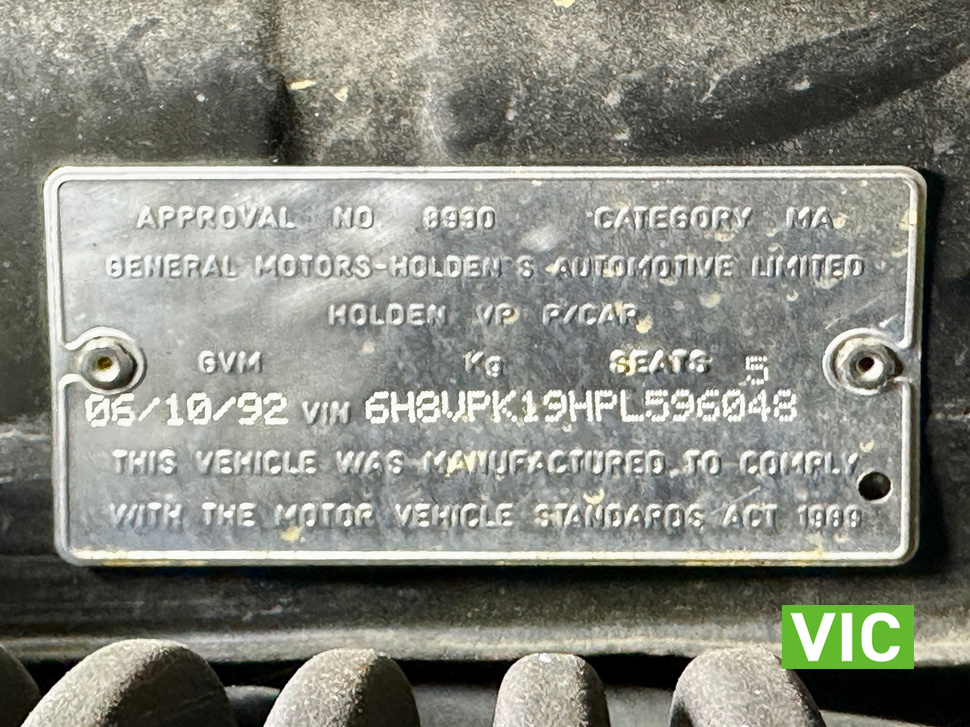 APPROVAL NO 9930 CATEGORY MA
GENERAL MOTORS-HOLDEN'S AUTOMOTIVE LIMITED
HOLDEN VP P/CAR
GVM Kg SEATS 5
06/10/92 VIN 6H8VPK19HPL596048
THIS VEHICLE WAS MANUFACTURED TO COMPLY
WITH THE MOTOR VEHICLE STANDARDS ACT 1989
VIC